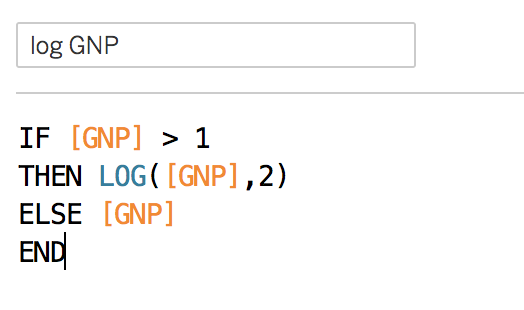 log GNP
IF [GNP] > 1
THEN LOG([GNP],2)
ELSE [GNP]
END